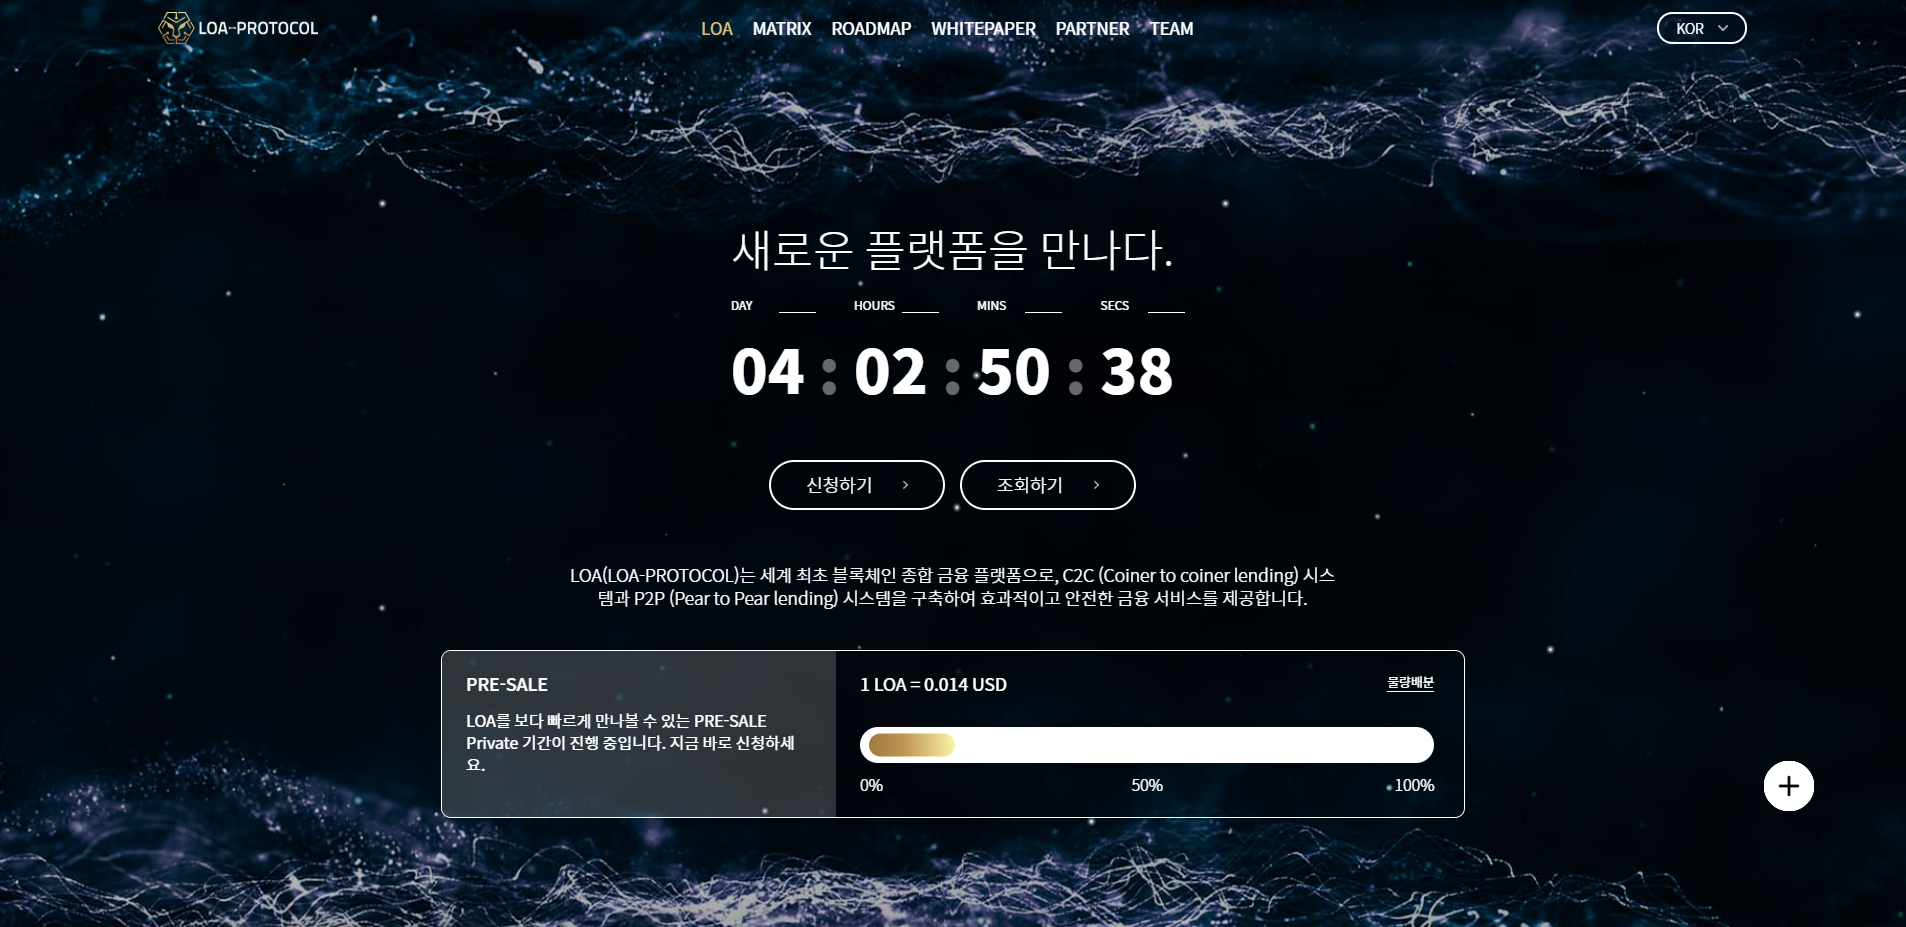 LOA-PROTOCOL
LOA MATRIX ROADMAP WHITEPAPER PARTNER TEAM
KOR
새로운 플랫폼을 만나다.
DAY HOURS MINS SECS
04 : 02 : 50 : 38
신청하기 조회하기
LOA(LOA-PROTOCOL)는 세계 최초 블록체인 종합 금융 플랫폼으로, C2C (Coiner to coiner lending) 시스
템과 P2P (Pear to Pear lending) 시스템을 구축하여 효과적이고 안전한 금융 서비스를 제공합니다.
PRE-SALE
LOA를 보다 빠르게 만나볼 수 있는 PRE-SALE
Private 기간이 진행 중입니다. 지금 바로 신청하세
요.
1 LOA = 0.014 USD
물량배분
0% 50% 100%